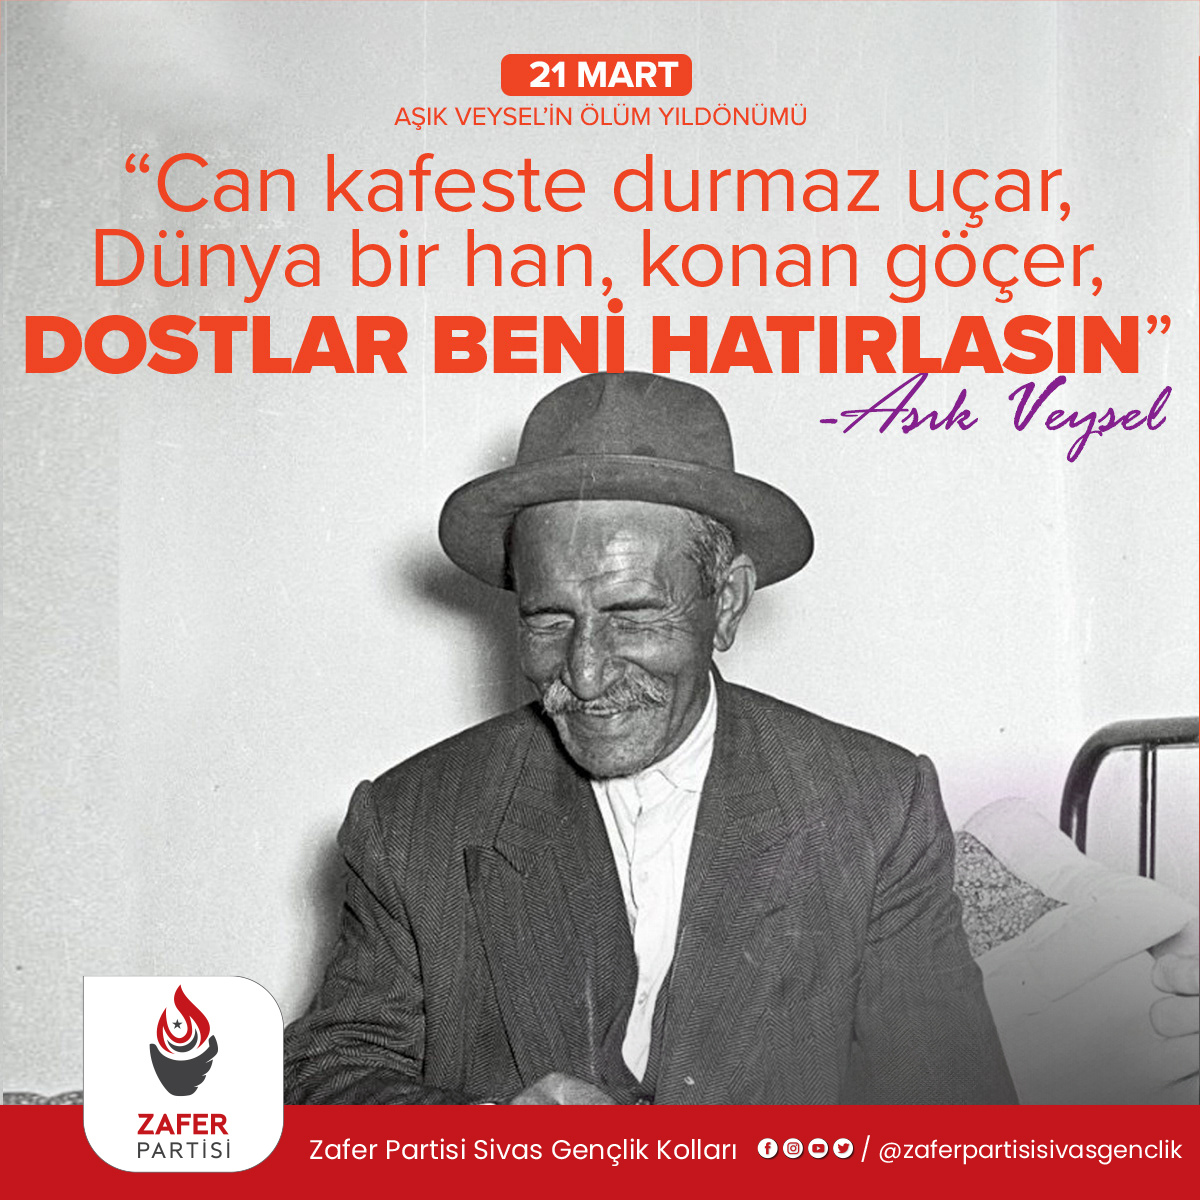 21 MART
AŞIK VEYSEL’İN ÖLÜM YILDÖNÜMÜ
“Can kafeste durmaz uçar,
Dünya bir han, konan göçer,
DOSTLAR BENİ HATIRLASIN”
-Aşık Veysel
ZAFER
PARTİSİ
Zafer Partisi Sivas Gençlik Kolları / @zaferpartisisivasgenclik